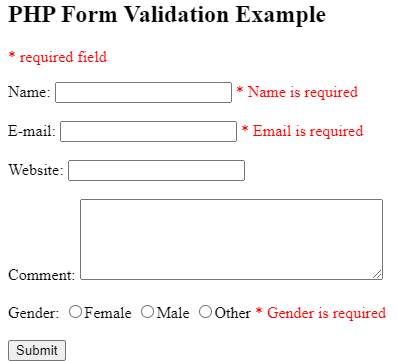 PHP Form Validation Example
* required field
Name: * Name is required
E-mail: * Email is required
Website:
Comment:
Gender: Female Male Other * Gender is required
Submit